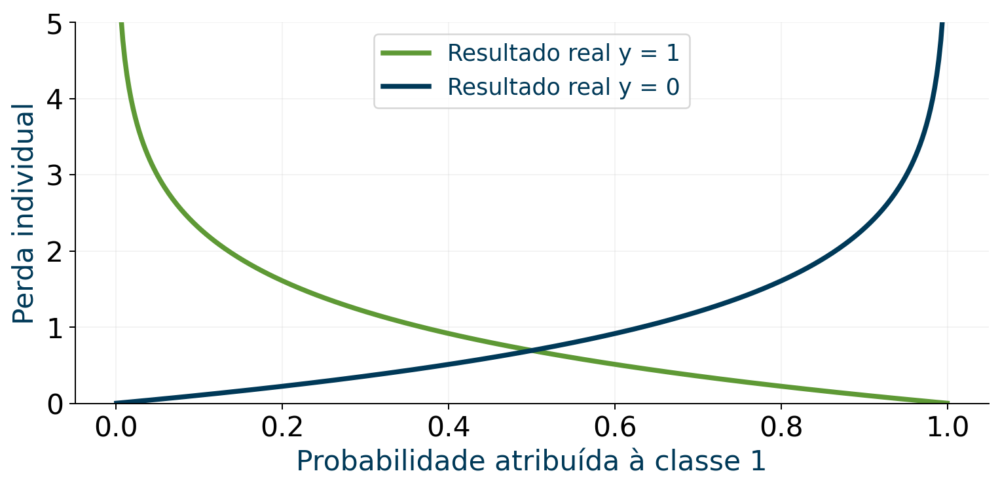 Resultado real y = 1
Resultado real y = 0
Perda individual
5
4
3
2
1
0
0.0 0.2 0.4 0.6 0.8 1.0
Probabilidade atribuída à classe 1